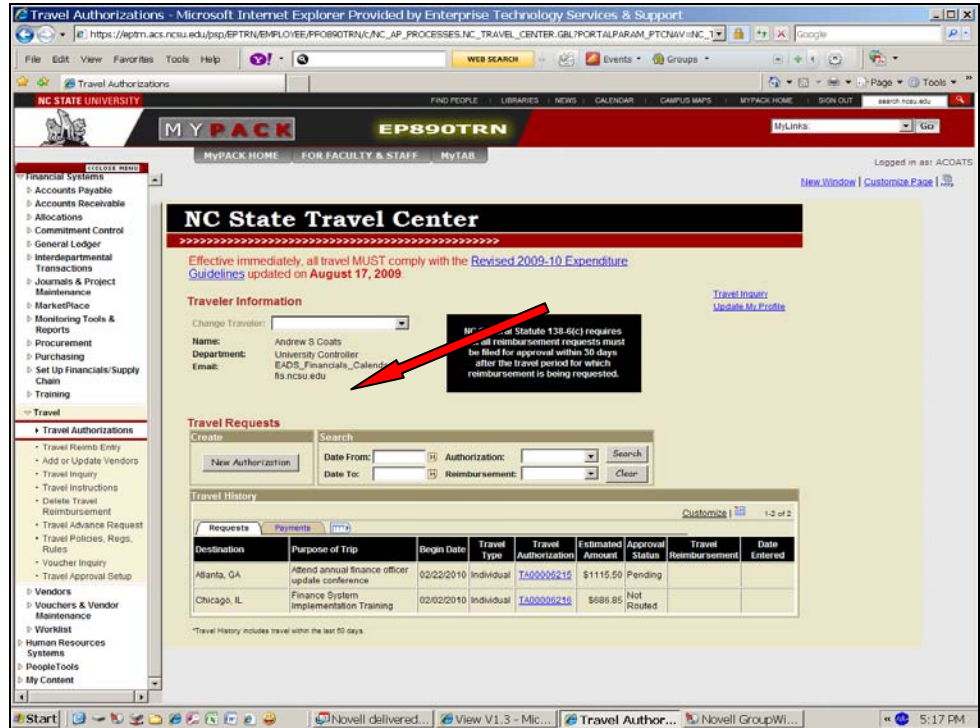 Travel Authorizations - Microsoft Internet Explorer Provided by Enterprise Technology Services & Support
https://eptrn.acs.ncsu.edu/psp/EPTRN/EMPLOYEE/PFO890TRN/c/NC_AP_PROCESSES.NC_TRAVEL_CENTER.GBL?PORTALPARAM_PTCNAV=NC_T
Google
File Edit View Favorites Tools Help
WEB SEARCH
Events
Groups
Travel Authorizations
Page Tools
NC STATE UNIVERSITY
FIND PEOPLE | LIBRARIES | NEWS | CALENDAR | CAMPUS MAPS | MYPACK HOME | SIGN OUT
search ncsu.edu
MYPACK
EP890TRN
MyLinks:
Go
MyPACK HOME
FOR FACULTY & STAFF
MyTAB
Logged in as: ACOATS
New Window | Customize Page |
CLOSE MENU
Financial Systems
Accounts Payable
Accounts Receivable
Allocations
Commitment Control
General Ledger
Interdepartmental
Transactions
Journals & Project
Maintenance
MarketPlace
Monitoring Tools &
Reports
Procurement
Purchasing
Set Up Financials/Supply
Chain
Training
Travel
Travel Authorizations
Travel Reimb Entry
Add or Update Vendors
Travel Inquiry
Travel Instructions
Delete Travel
Reimbursement
Travel Advance Request
Travel Policies, Regs,
Rules
Voucher Inquiry
Travel Approval Setup
Vendors
Vouchers & Vendor
Maintenance
Worklist
Human Resources
Systems
PeopleTools
My Content
NC State Travel Center
>>>>>>>>>>>>>>>>>>>>>>>>>>>>>>>>>>>>>>>>>>>>>>>>
Effective immediately, all travel MUST comply with the Revised 2009-10 Expenditure
Guidelines updated on August 17, 2009.
Travel Inquiry
Update My Profile
Traveler Information
Change Traveler:
Name: Andrew S Coats
Department: University Controller
Email: EADS_Financials_Calenda
fis.ncsu.edu
Statute 138-6(c) requires
all reimbursement requests must
be filed for approval within 30 days
after the travel period for which
reimbursement is being requested.
Travel Requests
Create
New Authorization
Search
Date From:
Authorization:
Search
Date To:
Reimbursement:
Clear
Travel History
Customize | 1-2 of 2
Requests
Payments
Destination Purpose of Trip Begin Date Travel Type Travel Authorization Estimated Amount Approval Status Travel Reimbursement Date Entered
Atlanta, GA Attend annual finance officer update conference 02/22/2010 Individual TA00006215 $1115.50 Pending
Chicago, IL Finance System Implementation Training 02/02/2010 Individual TA00006216 $686.85 Not Routed
*Travel History includes travel within the last 60 days.
Start
Novell delivered...
View V1.3 - Mic...
Travel Author...
Novell GroupWi...
5:17 PM